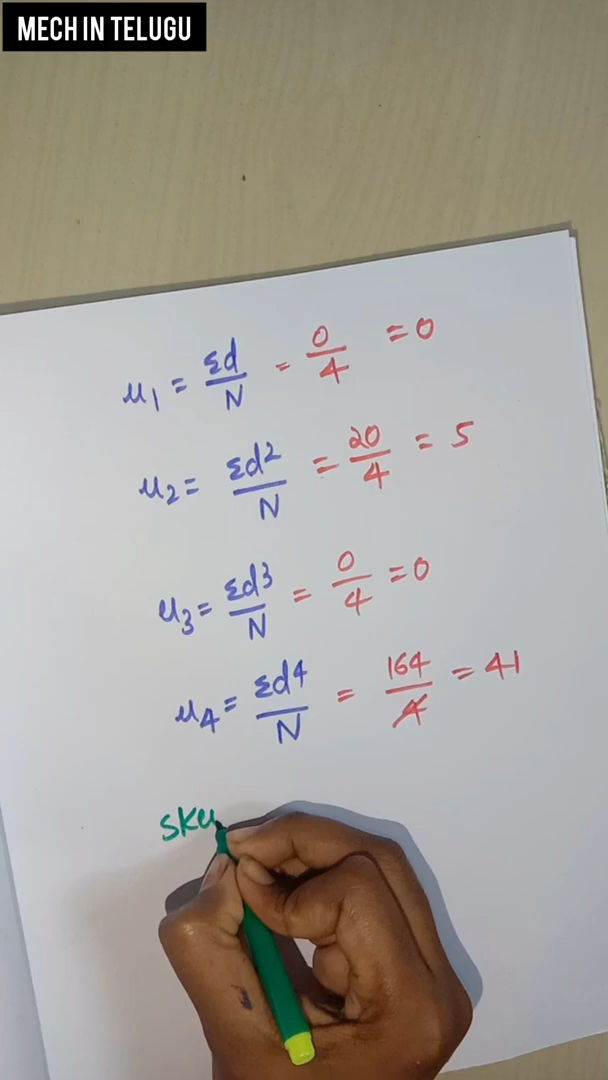 MECH IN TELUGU
μ1 = Σd/N = 0/4 = 0
μ2 = Σd2/N = 20/4 = 5
μ3 = Σd3/N = 0/4 = 0
μ4 = Σd4/N = 164/4 = 41
SKe